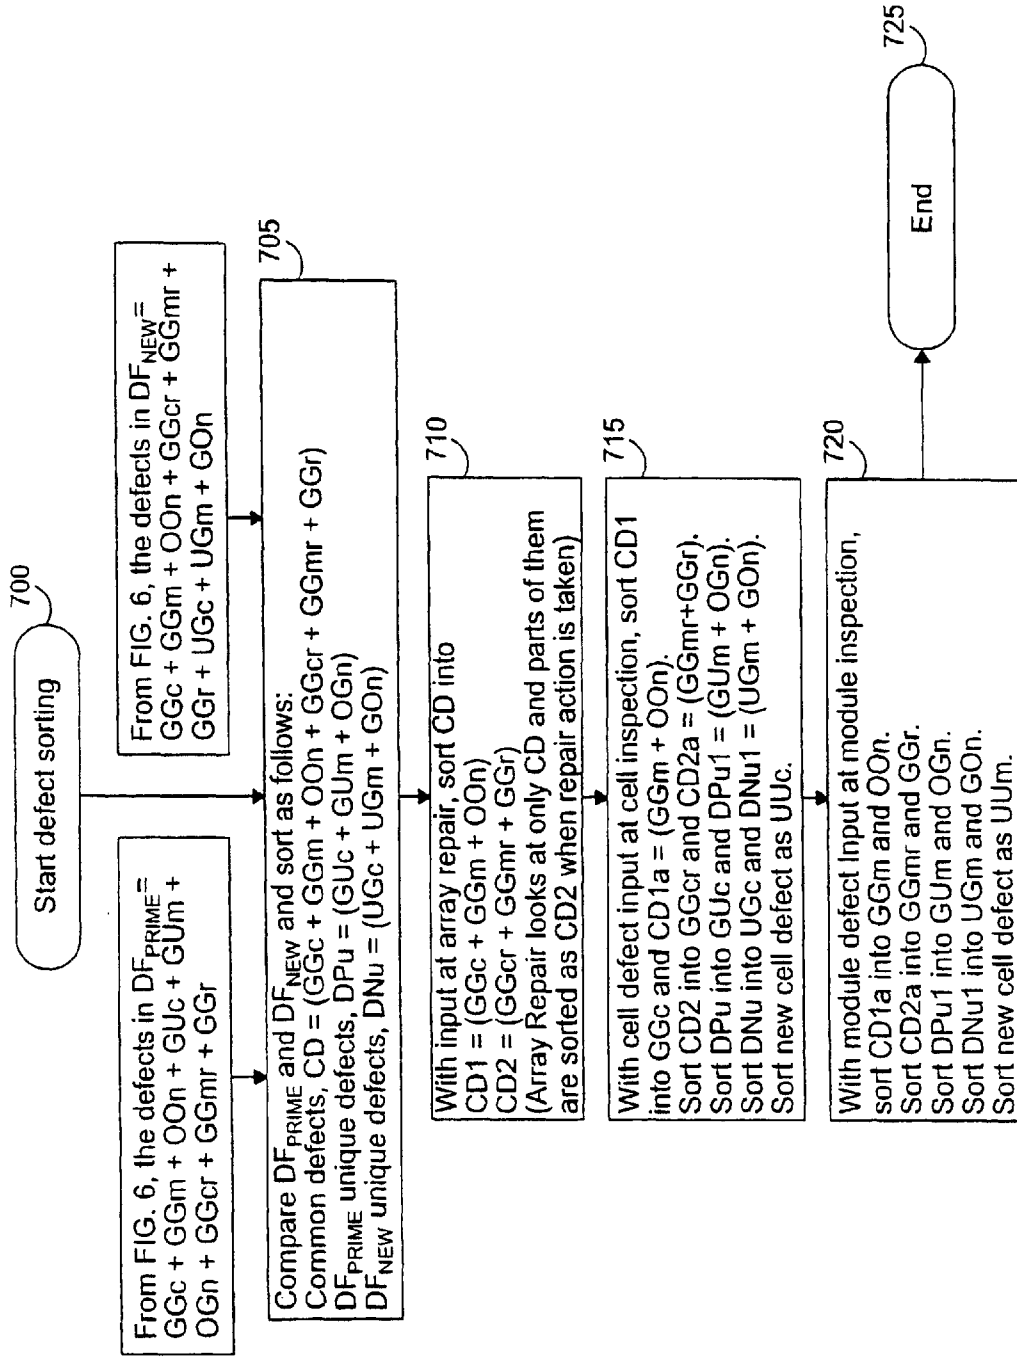 Start defect sorting
700
From FIG. 6, the defects in DFPRIME=
GGc + GGm + OOn + GUc + GUm +
OGn + GGcr + GGmr + GGr
From FIG. 6, the defects in DFNEW=
GGc + GGm + OOn + GGcr + GGmr +
GGr + UGc + UGm + GOn
705
Compare DFPRIME and DFNEW and sort as follows:
Common defects, CD = (GGc + GGm + OOn + GGcr + GGmr + GGr)
DFPRIME unique defects, DPu = (GUc + GUm + OGn)
DFNEW unique defects, DNu = (UGc + UGm + GOn)
710
With input at array repair, sort CD into
CD1 = (GGc + GGm + OOn)
CD2 = (GGcr + GGmr + GGr)
(Array Repair looks at only CD and parts of them
are sorted as CD2 when repair action is taken)
715
With cell defect input at cell inspection, sort CD1
into GGc and CD1a = (GGm + OOn).
Sort CD2 into GGcr and CD2a = (GGmr+GGr).
Sort DPu into GUc and DPu1 = (GUm + OGn).
Sort DNu into UGc and DNu1 = (UGm + GOn).
Sort new cell defect as UUc.
720
With module defect Input at module inspection,
sort CD1a into GGm and OOn.
Sort CD2a into GGmr and GGr.
Sort DPu1 into GUm and OGn.
Sort DNu1 into UGm and GOn.
Sort new cell defect as UUm.
End
725